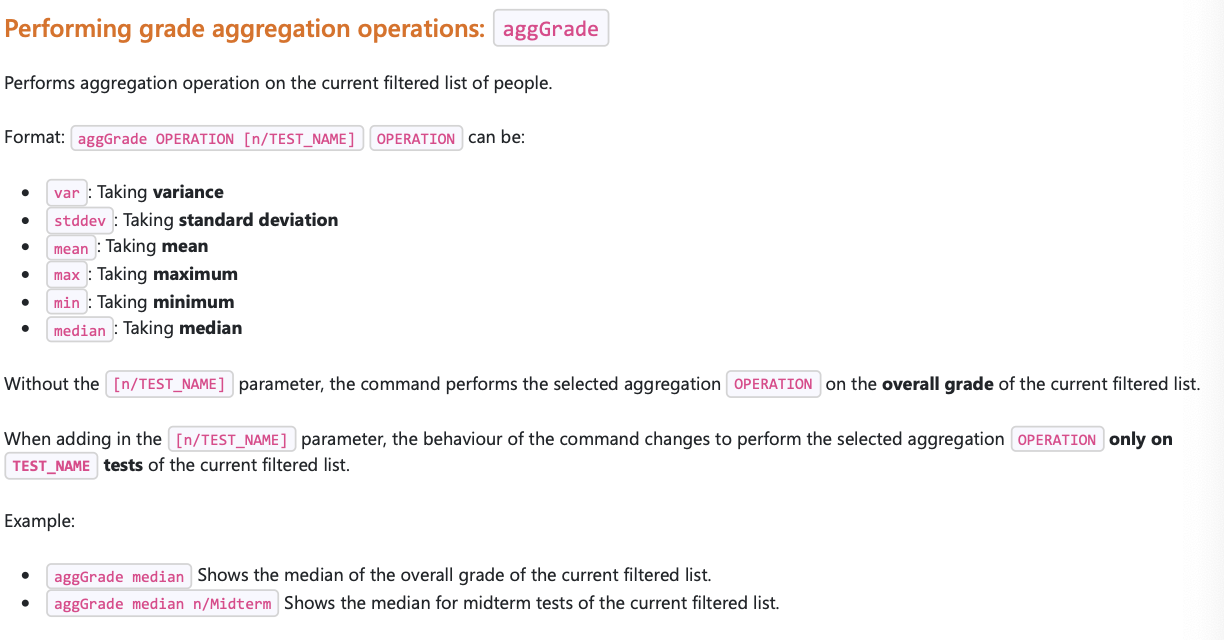 Performing grade aggregation operations: aggGrade
Performs aggregation operation on the current filtered list of people.
Format: aggGrade OPERATION [n/TEST_NAME] OPERATION can be:
var: Taking variance
stddev: Taking standard deviation
mean: Taking mean
max: Taking maximum
min: Taking minimum
median: Taking median
Without the [n/TEST_NAME] parameter, the command performs the selected aggregation OPERATION on the overall grade of the current filtered list.
When adding in the [n/TEST_NAME] parameter, the behaviour of the command changes to perform the selected aggregation OPERATION only on
TEST_NAME tests of the current filtered list.
Example:
aggGrade median Shows the median of the overall grade of the current filtered list.
aggGrade median n/Midterm Shows the median for midterm tests of the current filtered list.